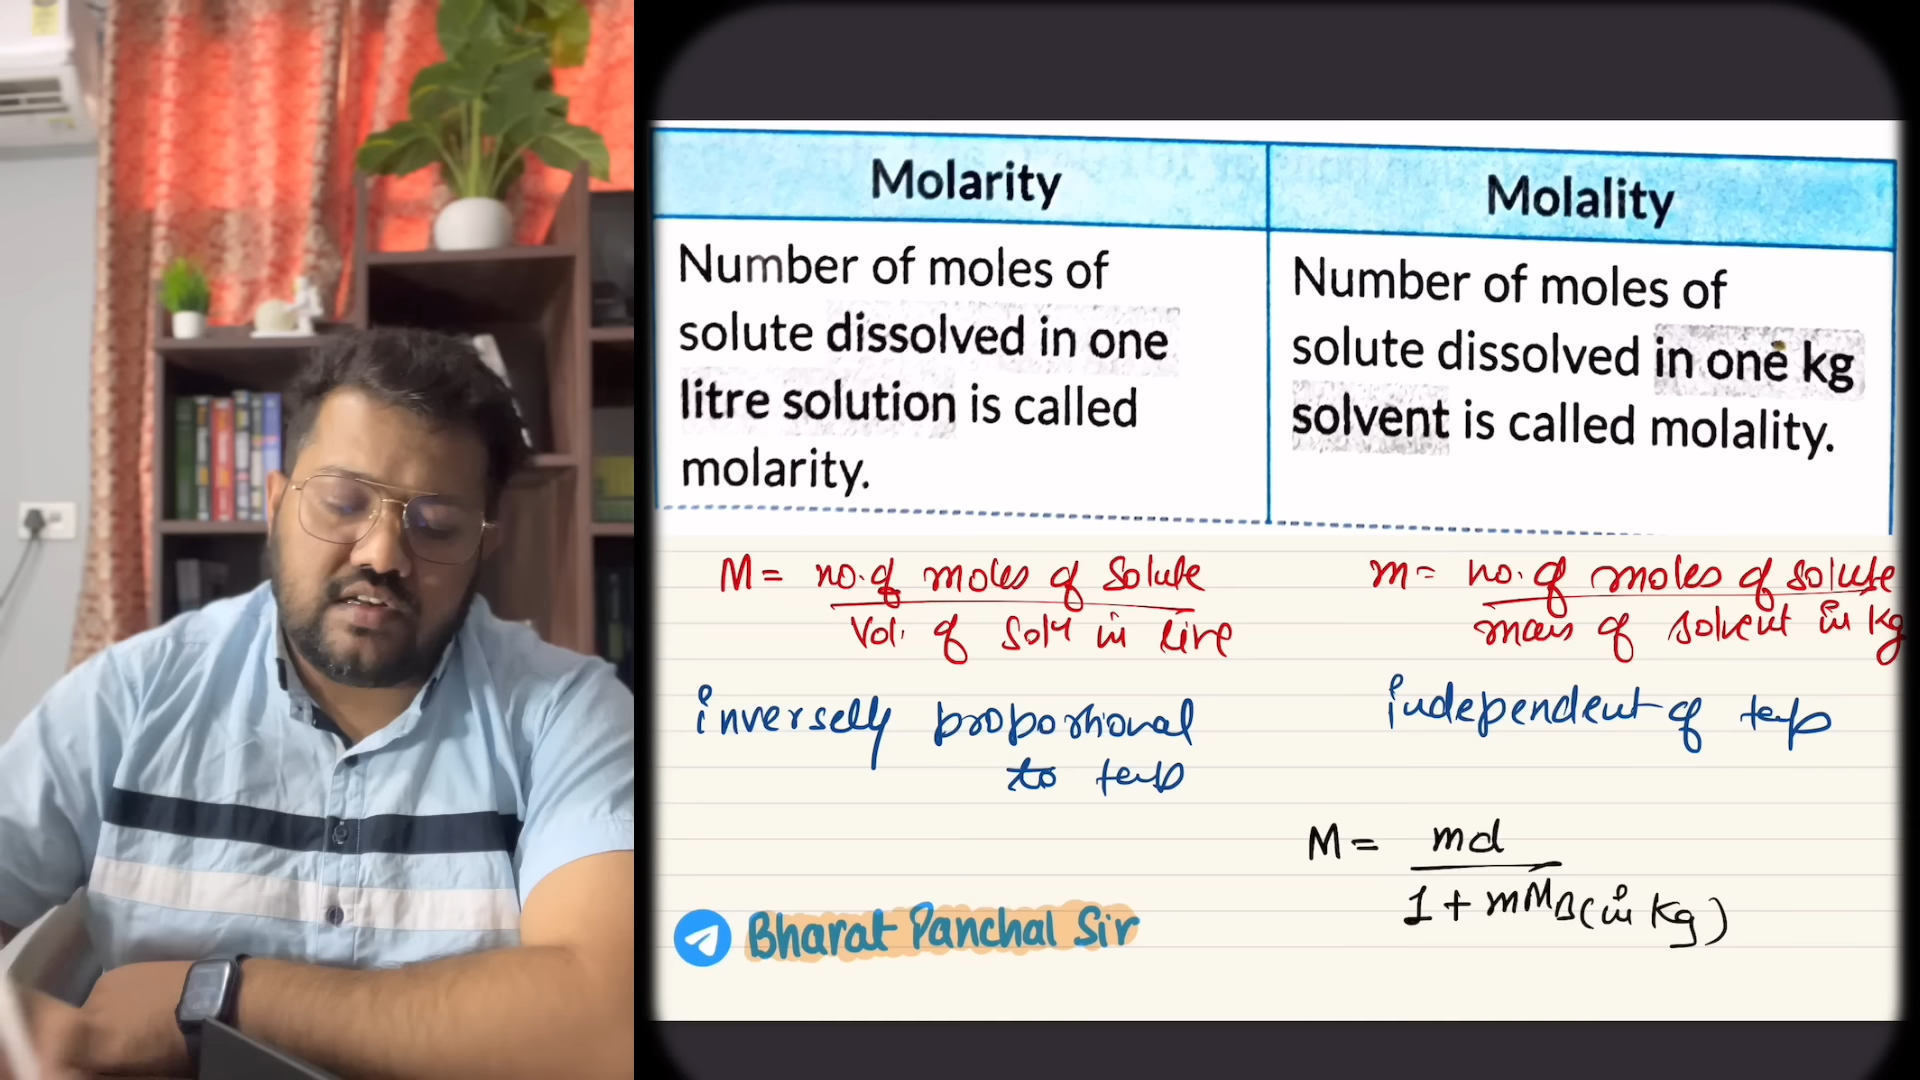 Molarity
Number of moles of
solute dissolved in one
litre solution is called
molarity.
Molality
Number of moles of
solute dissolved in one kg
solvent is called molality.
M = no. of moles of Solute
Vol. of Sol^n in litre
inversely proportional
to temp
m = no. of moles of solute
mass of solvent in kg
independent of temp
M = md
1 + mM_B (in kg)
Bharat Panchal Sir